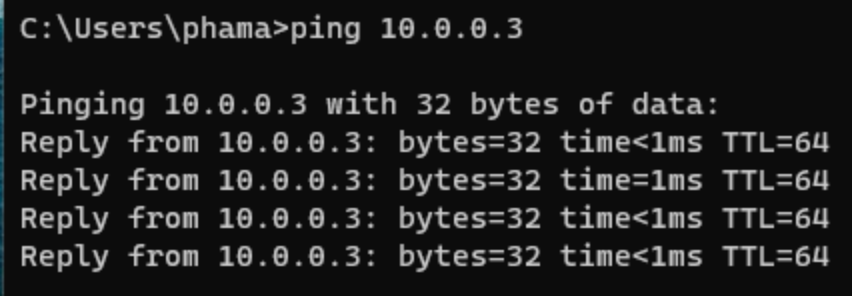 C:\Users\phama>ping 10.0.0.3
Pinging 10.0.0.3 with 32 bytes of data:
Reply from 10.0.0.3: bytes=32 time<1ms TTL=64
Reply from 10.0.0.3: bytes=32 time=1ms TTL=64
Reply from 10.0.0.3: bytes=32 time<1ms TTL=64
Reply from 10.0.0.3: bytes=32 time<1ms TTL=64